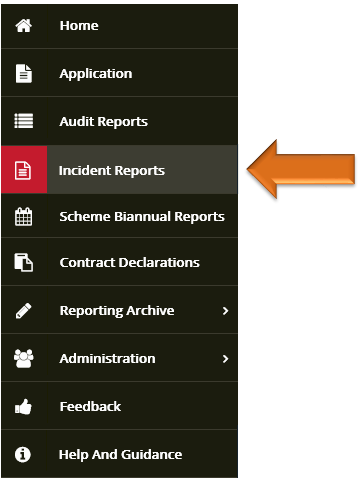 Home
Application
Audit Reports
Incident Reports
Scheme Biannual Reports
Contract Declarations
Reporting Archive
Administration
Feedback
Help And Guidance